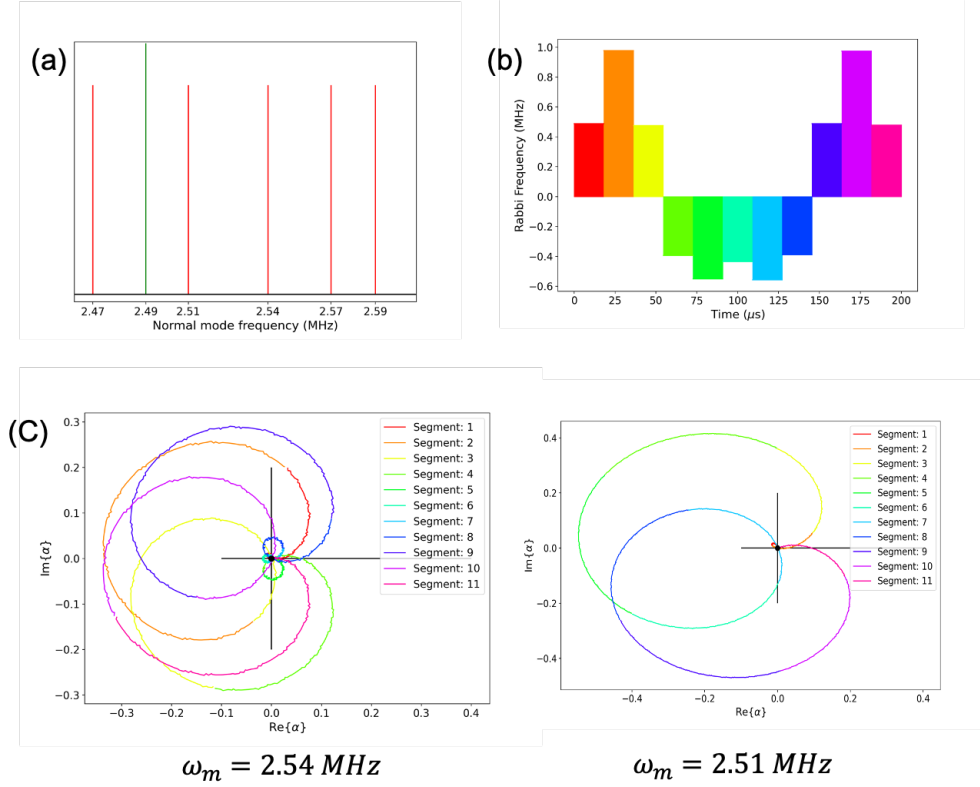 (a)
2.47 2.49 2.51 2.54 2.57 2.59
Normal mode frequency (MHz)
(b)
Rabbi Frequency (MHz)
1.0
0.8
0.6
0.4
0.2
0.0
−0.2
−0.4
−0.6
0 25 50 75 100 125 150 175 200
Time (μs)
(C)
Im{α}
0.3
0.2
0.1
0.0
−0.1
−0.2
−0.3
−0.3 −0.2 −0.1 0.0 0.1 0.2 0.3 0.4
Re{α}
Segment: 1
Segment: 2
Segment: 3
Segment: 4
Segment: 5
Segment: 6
Segment: 7
Segment: 8
Segment: 9
Segment: 10
Segment: 11
ω_m = 2.54 MHz
Im{α}
0.4
0.2
0.0
−0.2
−0.4
−0.4 −0.2 0.0 0.2 0.4
Re{α}
Segment: 1
Segment: 2
Segment: 3
Segment: 4
Segment: 5
Segment: 6
Segment: 7
Segment: 8
Segment: 9
Segment: 10
Segment: 11
ω_m = 2.51 MHz